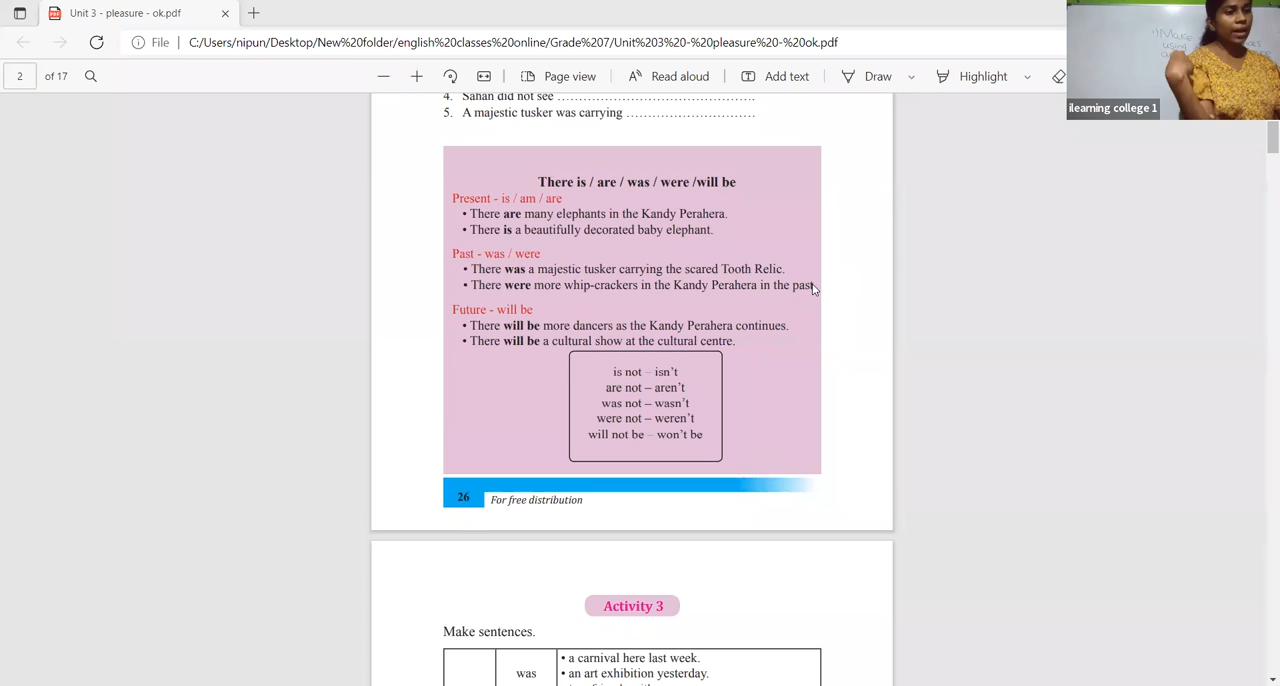 Unit 3 - pleasure - ok.pdf
File C:/Users/nipun/Desktop/New%20folder/english%20classes%20online/Grade%207/Unit%203%20-%20pleasure%20-%20ok.pdf
2 of 17 Page view Read aloud Add text Draw Highlight
1) Make
using
ilearning college 1
4. Sahan did not see ………………………………………
5. A majestic tusker was carrying …………………………
There is / are / was / were /will be
Present - is / am / are
• There are many elephants in the Kandy Perahera.
• There is a beautifully decorated baby elephant.
Past - was / were
• There was a majestic tusker carrying the scared Tooth Relic.
• There were more whip-crackers in the Kandy Perahera in the past
Future - will be
• There will be more dancers as the Kandy Perahera continues.
• There will be a cultural show at the cultural centre.
is not – isn't
are not – aren't
was not – wasn't
were not – weren't
will not be – won't be
26 For free distribution
Activity 3
Make sentences.
• a carnival here last week.
was • an art exhibition yesterday.